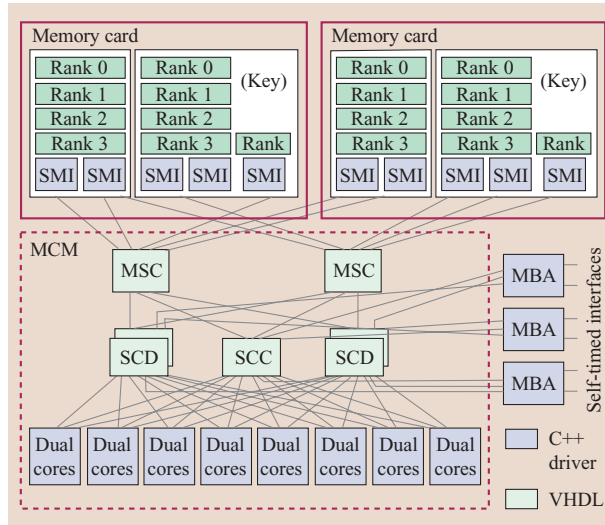 Memory card
Memory card
Rank 0
Rank 0
Rank 0
Rank 0
(Key)
(Key)
Rank 1
Rank 1
Rank 1
Rank 1
Rank 2
Rank 2
Rank 2
Rank 2
Rank 3
Rank 3
Rank
Rank 3
Rank 3
Rank
SMI
SMI
SMI
SMI
SMI
SMI
SMI
SMI
SMI
SMI
MCM
MSC
MSC
MBA
MBA
MBA
Self-timed interfaces
SCD
SCC
SCD
Dual
cores
Dual
cores
Dual
cores
Dual
cores
Dual
cores
Dual
cores
Dual
cores
Dual
cores
C++
driver
VHDL